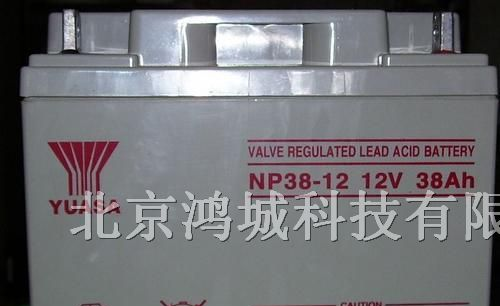 VALVE REGULATED LEAD ACID BATTERY
NP38-12 12V 38Ah
YUASA
北京鸿城科技有限
CAUTION